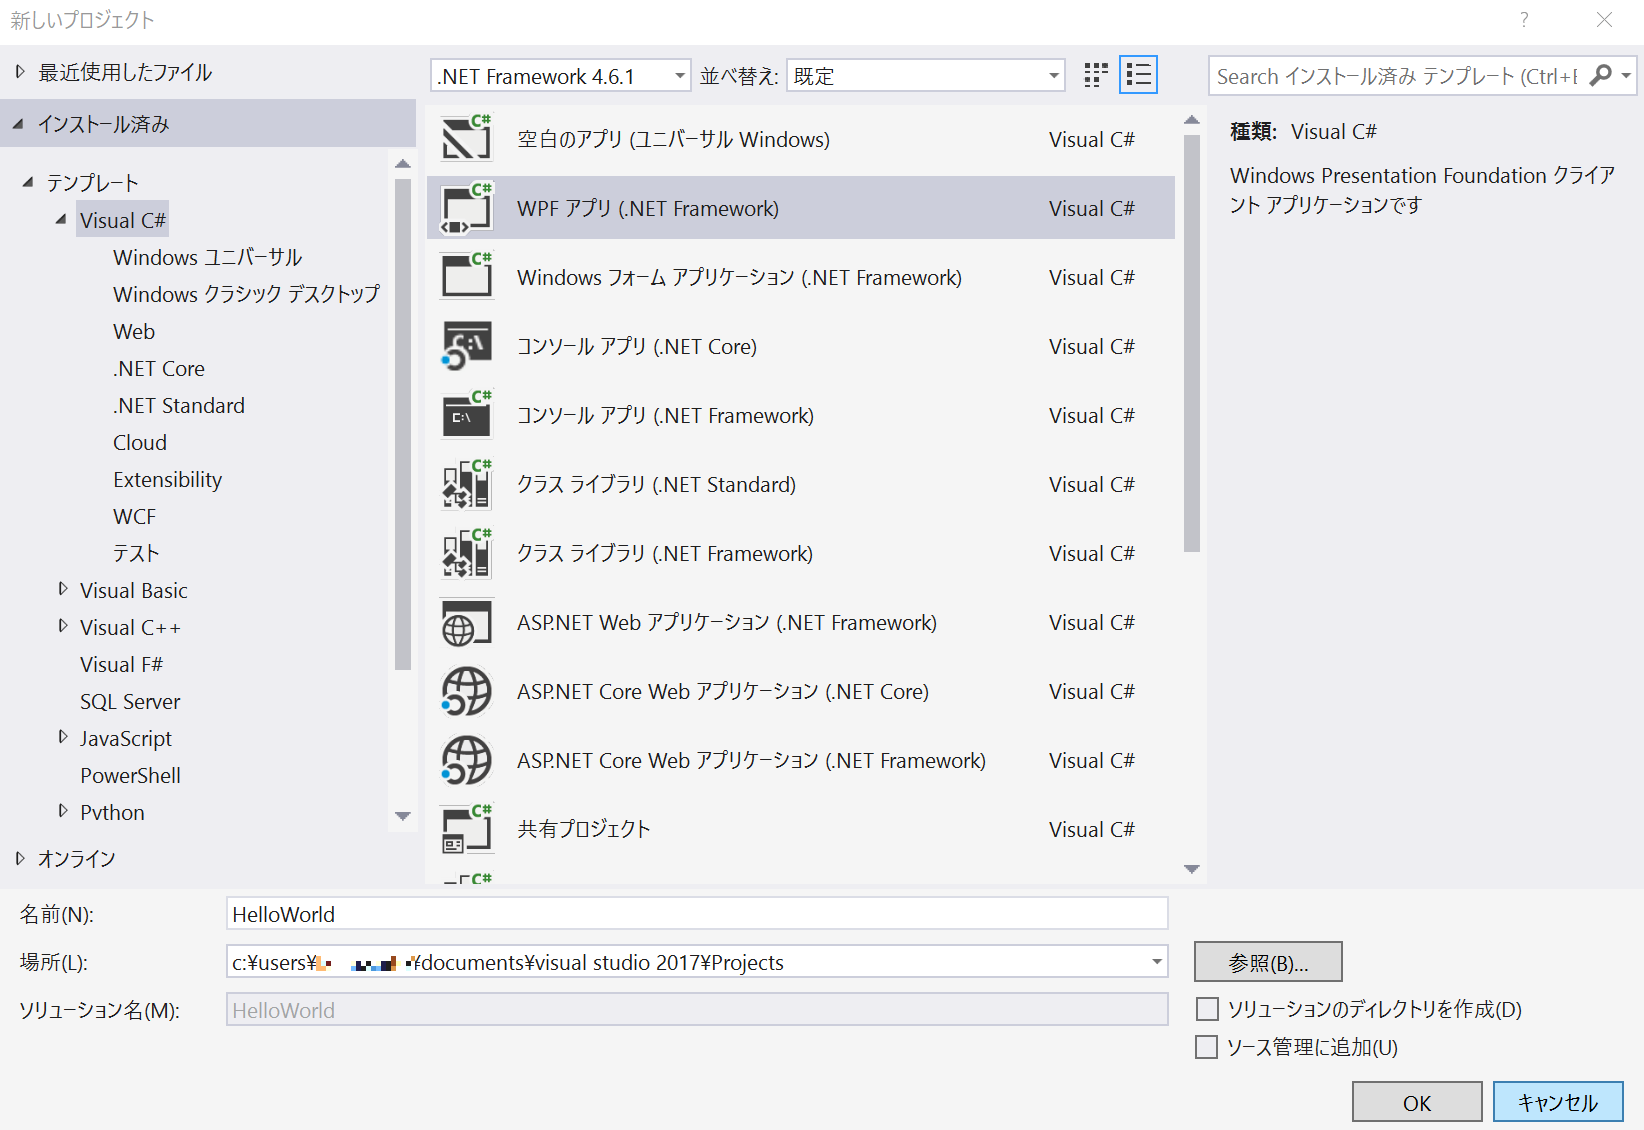 新しいプロジェクト
?
最近使用したファイル
インストール済み
テンプレート
Visual C#
Windows ユニバーサル
Windows クラシック デスクトップ
Web
.NET Core
.NET Standard
Cloud
Extensibility
WCF
テスト
Visual Basic
Visual C++
Visual F#
SQL Server
JavaScript
PowerShell
Python
オンライン
.NET Framework 4.6.1 並べ替え: 既定
空白のアプリ (ユニバーサル Windows) Visual C#
WPF アプリ (.NET Framework) Visual C#
Windows フォーム アプリケーション (.NET Framework) Visual C#
コンソール アプリ (.NET Core) Visual C#
コンソール アプリ (.NET Framework) Visual C#
クラス ライブラリ (.NET Standard) Visual C#
クラス ライブラリ (.NET Framework) Visual C#
ASP.NET Web アプリケーション (.NET Framework) Visual C#
ASP.NET Core Web アプリケーション (.NET Core) Visual C#
ASP.NET Core Web アプリケーション (.NET Framework) Visual C#
共有プロジェクト Visual C#
Search インストール済み テンプレート (Ctrl+E
種類: Visual C#
Windows Presentation Foundation クライア
ント アプリケーションです
名前(N): HelloWorld
場所(L): c:¥users¥ ¥documents¥visual studio 2017¥Projects
参照(B)...
ソリューション名(M): HelloWorld
ソリューションのディレクトリを作成(D)
ソース管理に追加(U)
OK キャンセル